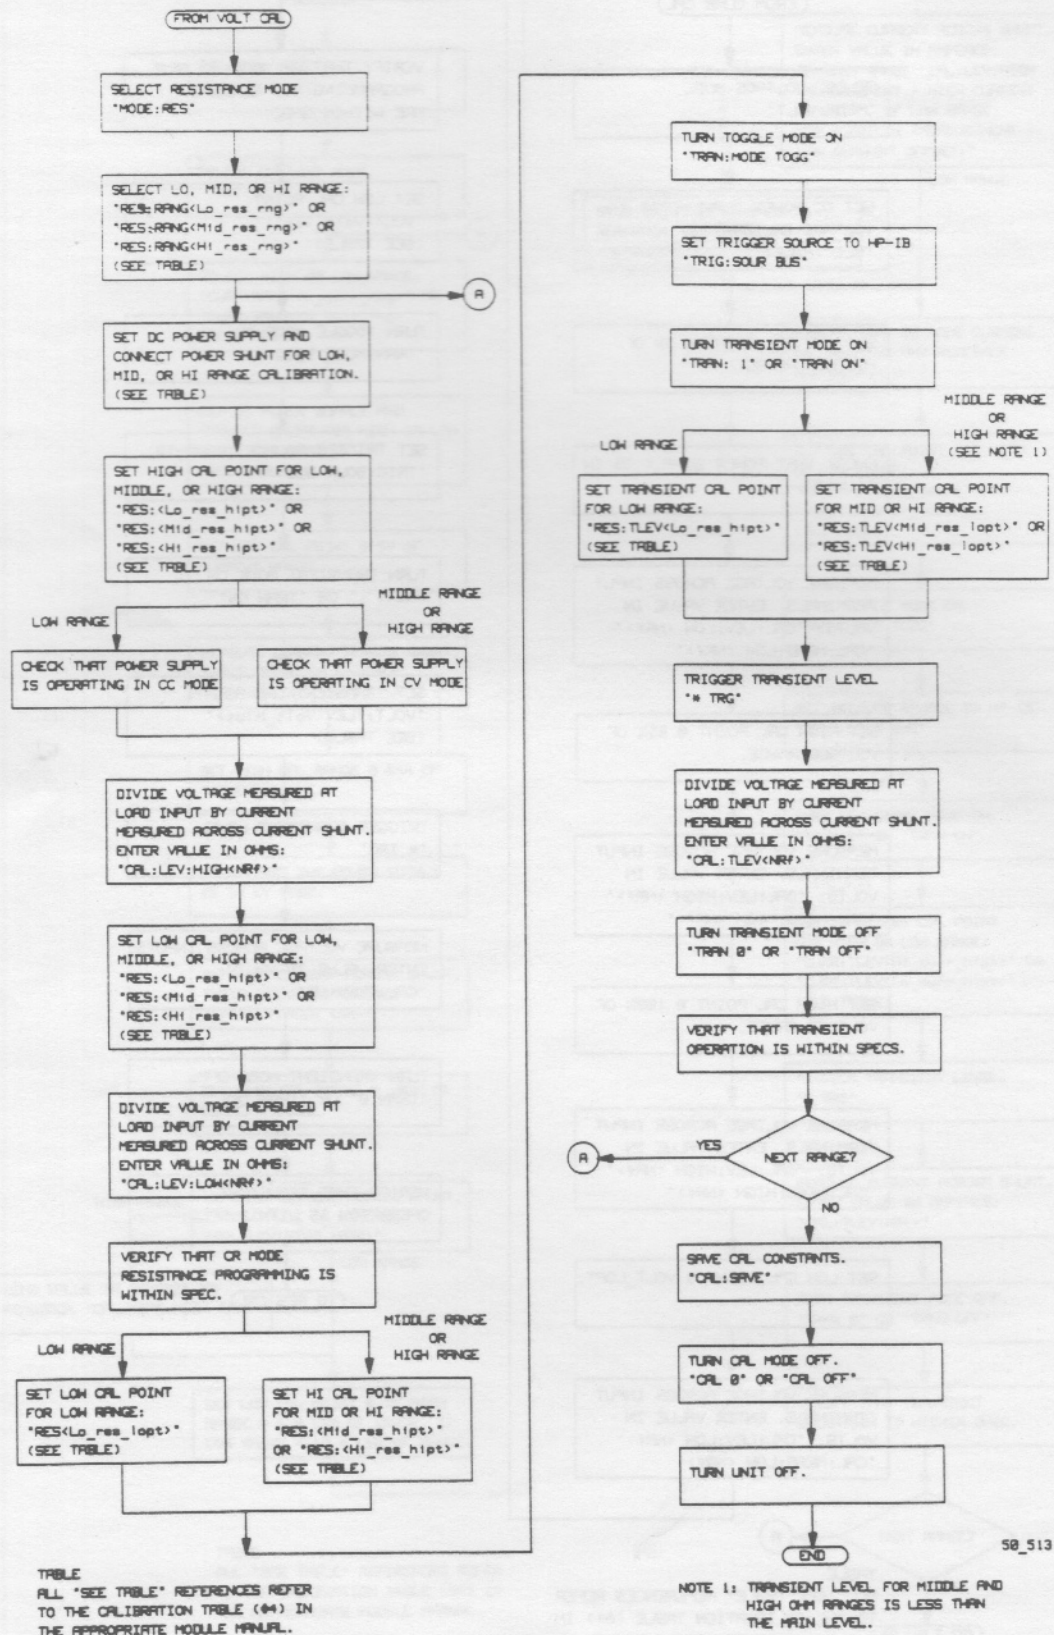 FROM VOLT CAL
SELECT RESISTANCE MODE
"MODE:RES"
SELECT LO, MID, OR HI RANGE:
"RES:RANG<Lo_res_rng>" OR
"RES:RANG<Mid_res_rng>" OR
"RES:RANG<Hi_res_rng>"
(SEE TABLE)
A
SET DC POWER SUPPLY AND
CONNECT POWER SHUNT FOR LOW,
MID, OR HI RANGE CALIBRATION.
(SEE TABLE)
SET HIGH CAL POINT FOR LOW,
MIDDLE, OR HIGH RANGE:
"RES:<Lo_res_hipt>" OR
"RES:<Mid_res_hipt>" OR
"RES:<Hi_res_hipt>"
(SEE TABLE)
LOW RANGE
MIDDLE RANGE
OR
HIGH RANGE
CHECK THAT POWER SUPPLY
IS OPERATING IN CC MODE
CHECK THAT POWER SUPPLY
IS OPERATING IN CV MODE
DIVIDE VOLTAGE MEASURED AT
LOAD INPUT BY CURRENT
MEASURED ACROSS CURRENT SHUNT.
ENTER VALUE IN OHMS:
"CAL:LEV:HIGH<NRf>"
SET LOW CAL POINT FOR LOW,
MIDDLE, OR HIGH RANGE:
"RES:<Lo_res_hipt>" OR
"RES:<Mid_res_hipt>" OR
"RES:<Hi_res_hipt>"
(SEE TABLE)
DIVIDE VOLTAGE MEASURED AT
LOAD INPUT BY CURRENT
MEASURED ACROSS CURRENT SHUNT.
ENTER VALUE IN OHMS:
"CAL:LEV:LOW<NRf>"
VERIFY THAT CR MODE
RESISTANCE PROGRAMMING IS
WITHIN SPEC.
LOW RANGE
MIDDLE RANGE
OR
HIGH RANGE
SET LOW CAL POINT
FOR LOW RANGE:
"RES<Lo_res_lopt>"
(SEE TABLE)
SET HI CAL POINT
FOR MID OR HI RANGE:
"RES:<Mid_res_hipt>"
OR "RES:<Hi_res_hipt>"
(SEE TABLE)
TABLE
ALL "SEE TABLE" REFERENCES REFER
TO THE CALIBRATION TABLE (#4) IN
THE APPROPRIATE MODULE MANUAL.
TURN TOGGLE MODE ON
"TRAN:MODE TOGG"
SET TRIGGER SOURCE TO HP-IB
"TRIG:SOUR BUS"
TURN TRANSIENT MODE ON
"TRAN: 1" OR "TRAN ON"
LOW RANGE
MIDDLE RANGE
OR
HIGH RANGE
(SEE NOTE 1)
SET TRANSIENT CAL POINT
FOR LOW RANGE:
"RES:TLEV<Lo_res_hipt>"
(SEE TABLE)
SET TRANSIENT CAL POINT
FOR MID OR HI RANGE:
"RES:TLEV<Mid_res_lopt>" OR
"RES:TLEV<Hi_res_lopt>"
(SEE TABLE)
TRIGGER TRANSIENT LEVEL
"* TRG"
DIVIDE VOLTAGE MEASURED AT
LOAD INPUT BY CURRENT
MEASURED ACROSS CURRENT SHUNT.
ENTER VALUE IN OHMS:
"CAL:TLEV<NRf>"
TURN TRANSIENT MODE OFF
"TRAN 0" OR "TRAN OFF"
VERIFY THAT TRANSIENT
OPERATION IS WITHIN SPECS.
NEXT RANGE?
YES
A
NO
SAVE CAL CONSTANTS.
"CAL:SAVE"
TURN CAL MODE OFF.
"CAL 0" OR "CAL OFF"
TURN UNIT OFF.
END
S0_513
NOTE 1: TRANSIENT LEVEL FOR MIDDLE AND
HIGH OHM RANGES IS LESS THAN
THE MAIN LEVEL.